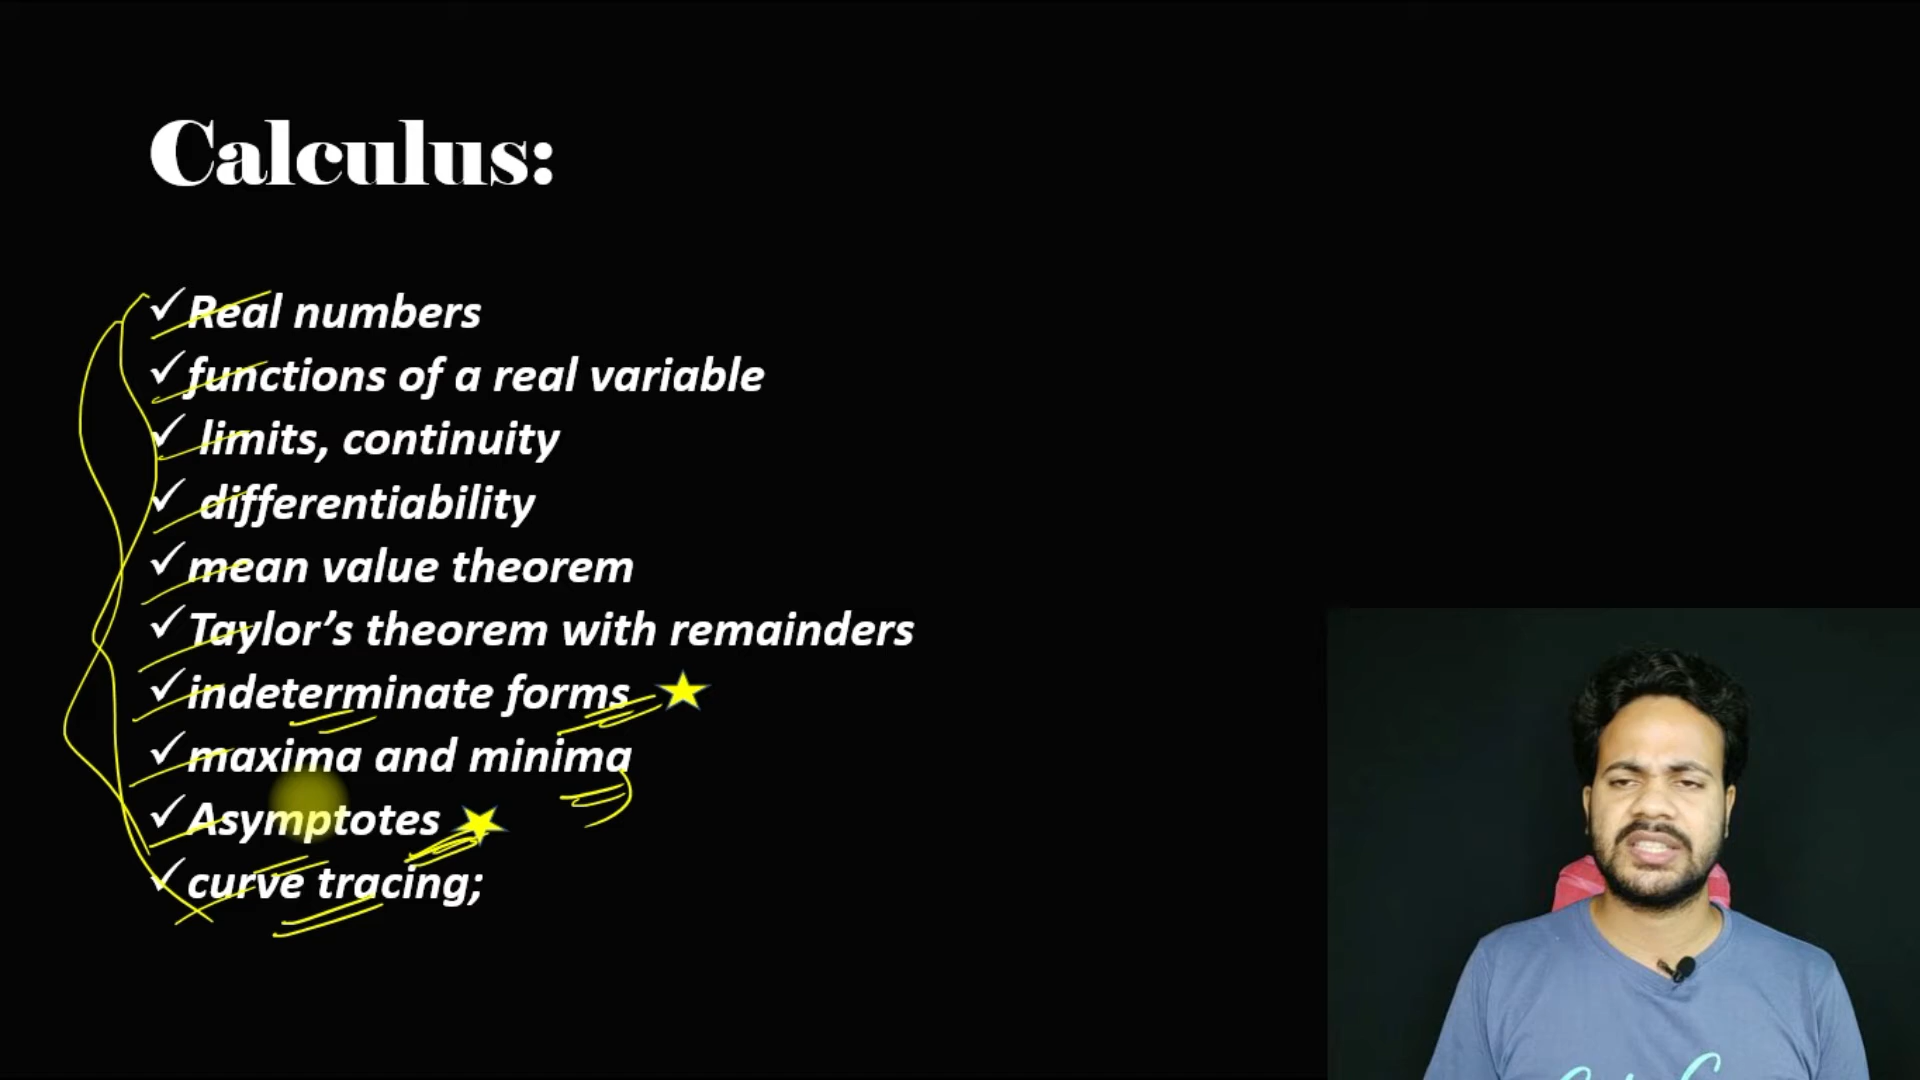 Calculus:
✓Real numbers
✓functions of a real variable
✓ limits, continuity
✓ differentiability
✓mean value theorem
✓Taylor’s theorem with remainders
✓indeterminate forms
✓maxima and minima
✓Asymptotes
✓curve tracing;